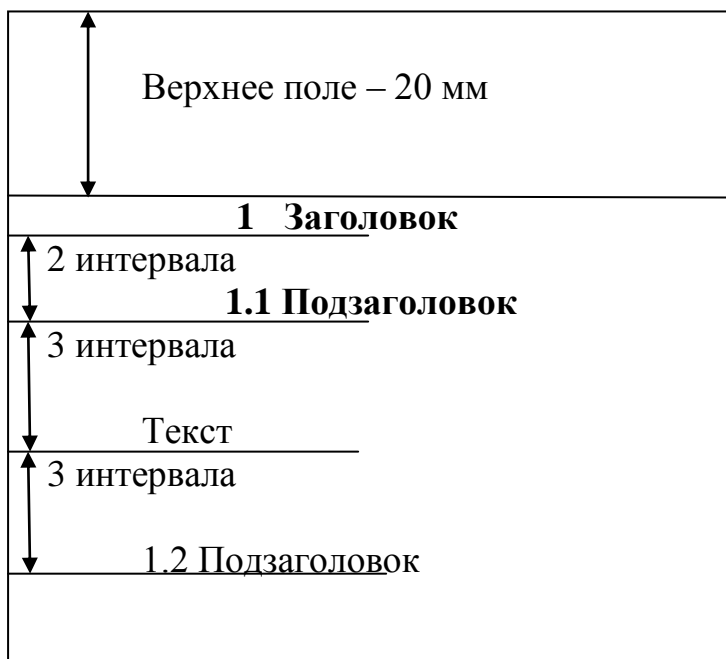 Верхнее поле – 20 мм
1 Заголовок
2 интервала
1.1 Подзаголовок
3 интервала
Текст
3 интервала
1.2 Подзаголовок